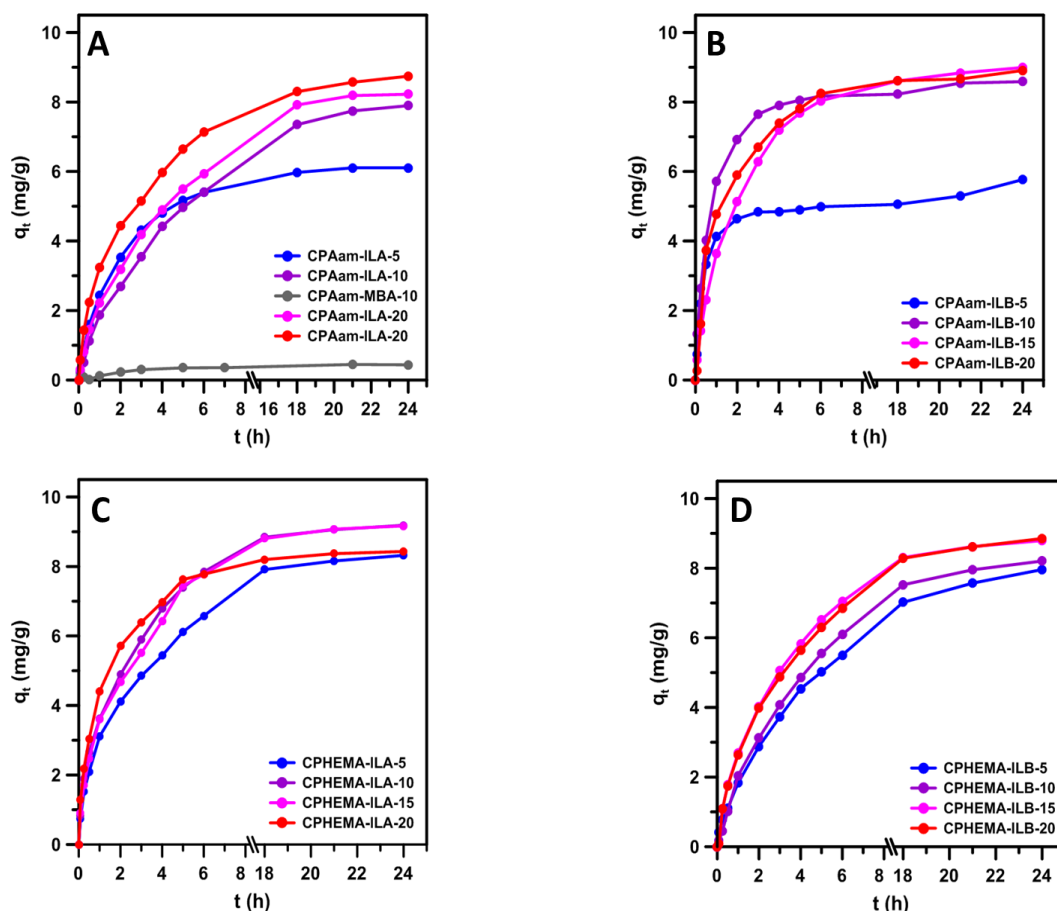 A
10
8
6
4
2
0
qt (mg/g)
CPAam-ILA-5
CPAam-ILA-10
CPAam-MBA-10
CPAam-ILA-20
CPAam-ILA-20
0 2 4 6 8 16 18 20 22 24
t (h)
B
10
8
6
4
2
0
qt (mg/g)
CPAam-ILB-5
CPAam-ILB-10
CPAam-ILB-15
CPAam-ILB-20
0 2 4 6 8 18 20 22 24
t (h)
C
10
8
6
4
2
0
qt (mg/g)
CPHEMA-ILA-5
CPHEMA-ILA-10
CPHEMA-ILA-15
CPHEMA-ILA-20
0 2 4 6 8 18 20 22 24
t (h)
D
10
8
6
4
2
0
qt (mg/g)
CPHEMA-ILB-5
CPHEMA-ILB-10
CPHEMA-ILB-15
CPHEMA-ILB-20
0 2 4 6 8 18 20 22 24
t (h)